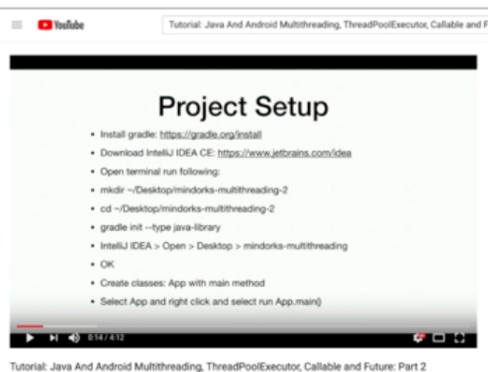 YouTube
Tutorial: Java And Android Multithreading, ThreadPoolExecutor, Callable and F
Project Setup
• Install gradle: https://gradle.org/install
• Download IntelliJ IDEA CE: https://www.jetbrains.com/idea
• Open terminal run following:
• mkdir ~/Desktop/mindorks-multithreading-2
• cd ~/Desktop/mindorks-multithreading-2
• gradle init --type java-library
• IntelliJ IDEA > Open > Desktop > mindorks-multithreading
• OK
• Create classes: App with main method
• Select App and right click and select run App.main()
0:14 / 4:12
Tutorial: Java And Android Multithreading, ThreadPoolExecutor, Callable and Future: Part 2